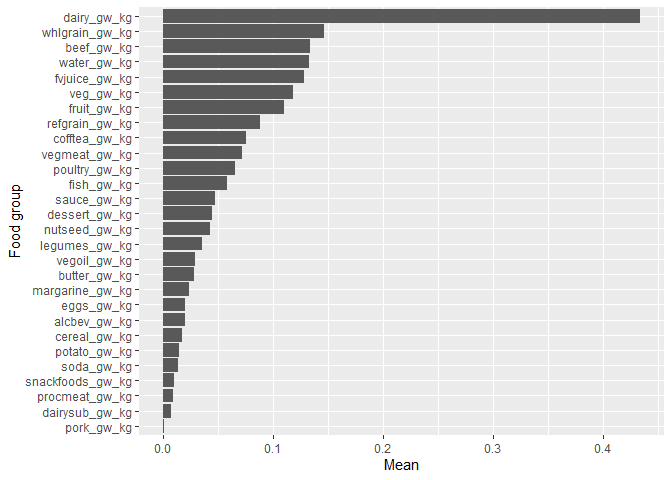 dairy_gw_kg
whlgrain_gw_kg
beef_gw_kg
water_gw_kg
fvjuice_gw_kg
veg_gw_kg
fruit_gw_kg
refgrain_gw_kg
cofftea_gw_kg
vegmeat_gw_kg
poultry_gw_kg
fish_gw_kg
sauce_gw_kg
dessert_gw_kg
nutseed_gw_kg
legumes_gw_kg
vegoil_gw_kg
butter_gw_kg
margarine_gw_kg
eggs_gw_kg
alcbev_gw_kg
cereal_gw_kg
potato_gw_kg
soda_gw_kg
snackfoods_gw_kg
procmeat_gw_kg
dairysub_gw_kg
pork_gw_kg
Food group
0.0 0.1 0.2 0.3 0.4
Mean